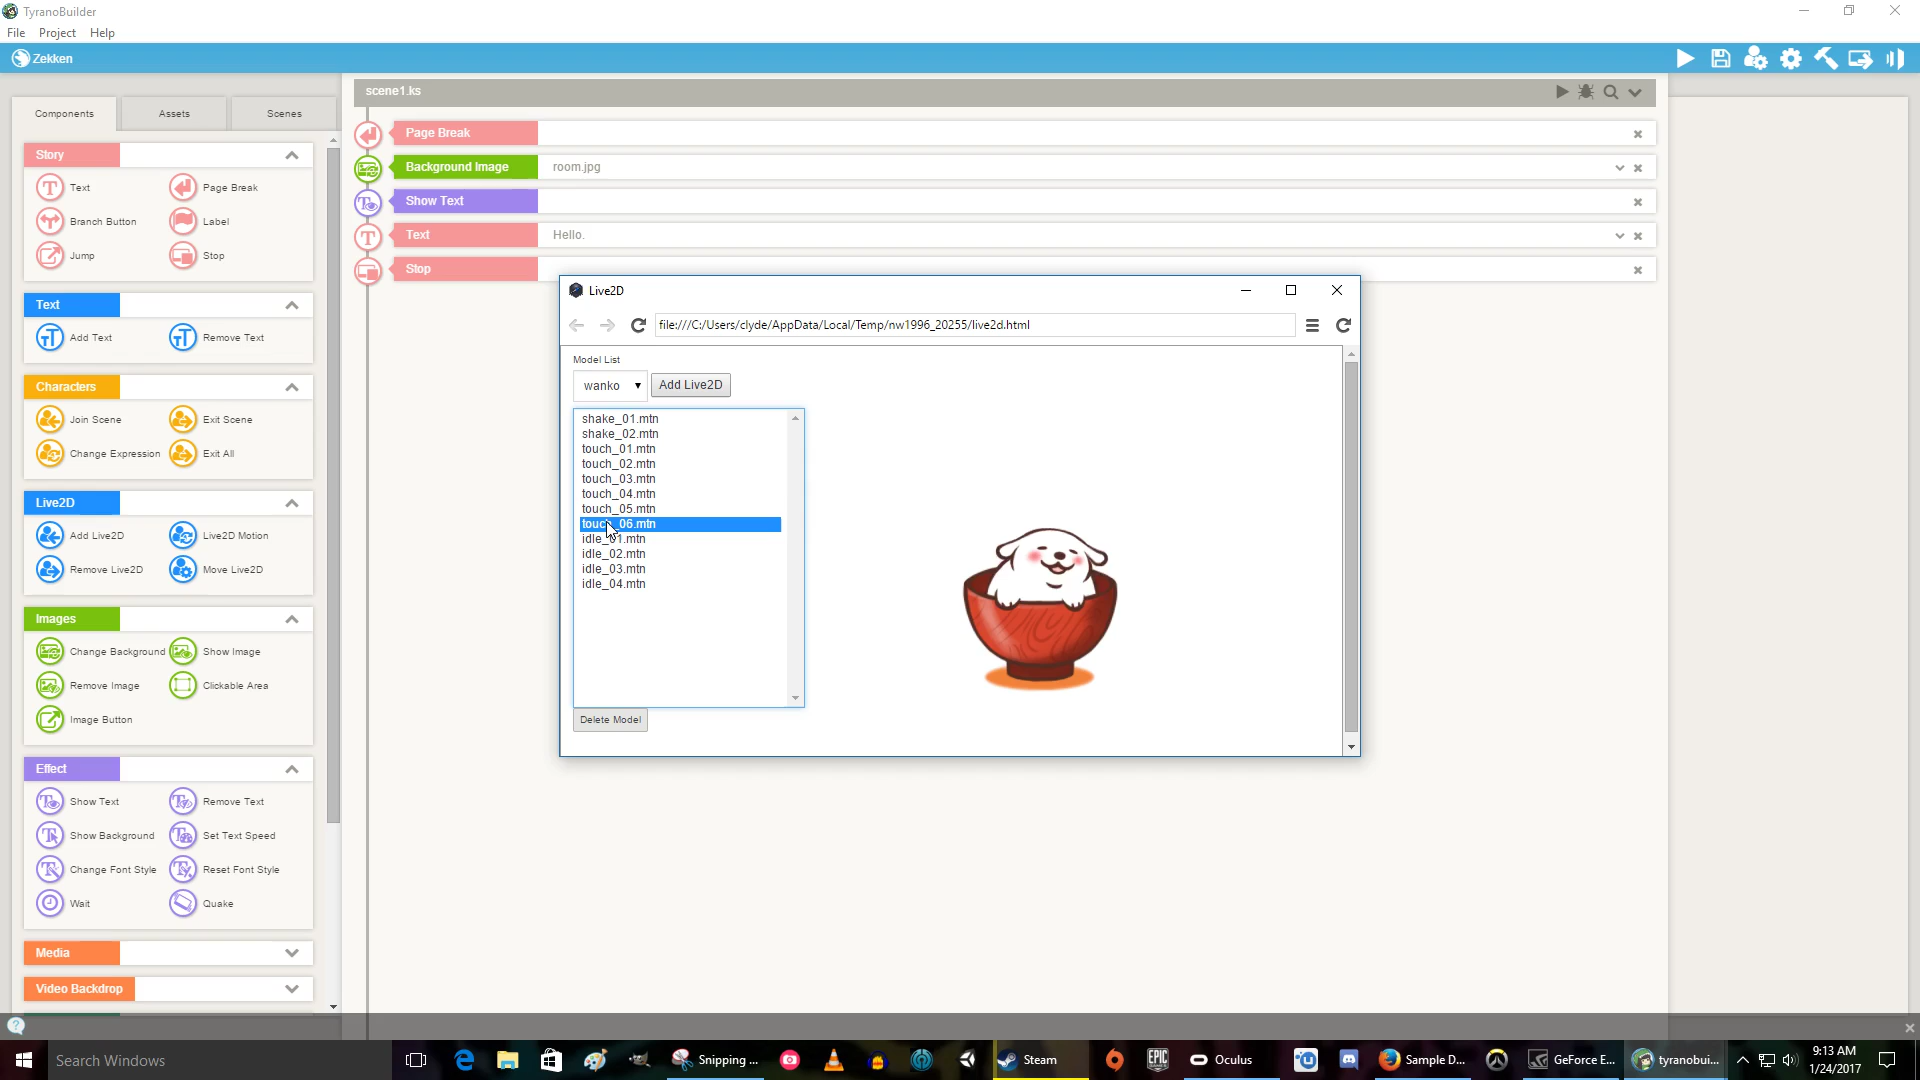 TyranoBuilder
File Project Help
Zekken
Components Assets Scenes
Story
Text Page Break
Branch Button Label
Jump Stop
Text
Add Text Remove Text
Characters
Join Scene Exit Scene
Change Expression Exit All
Live2D
Add Live2D Live2D Motion
Remove Live2D Move Live2D
Images
Change Background Show Image
Remove Image Clickable Area
Image Button
Effect
Show Text Remove Text
Show Background Set Text Speed
Change Font Style Reset Font Style
Wait Quake
Media
Video Backdrop
scene1.ks
Page Break
Background Image room.jpg
Show Text
Text Hello.
Stop
Live2D
file:///C:/Users/clyde/AppData/Local/Temp/nw1996_20255/live2d.html
Model List
wanko Add Live2D
shake_01.mtn
shake_02.mtn
touch_01.mtn
touch_02.mtn
touch_03.mtn
touch_04.mtn
touch_05.mtn
touch_06.mtn
idle_01.mtn
idle_02.mtn
idle_03.mtn
idle_04.mtn
Delete Model
Search Windows Snipping ... Steam EPIC GAMES Oculus Sample D... GeForce E... tyranobui... 9:13 AM
1/24/2017